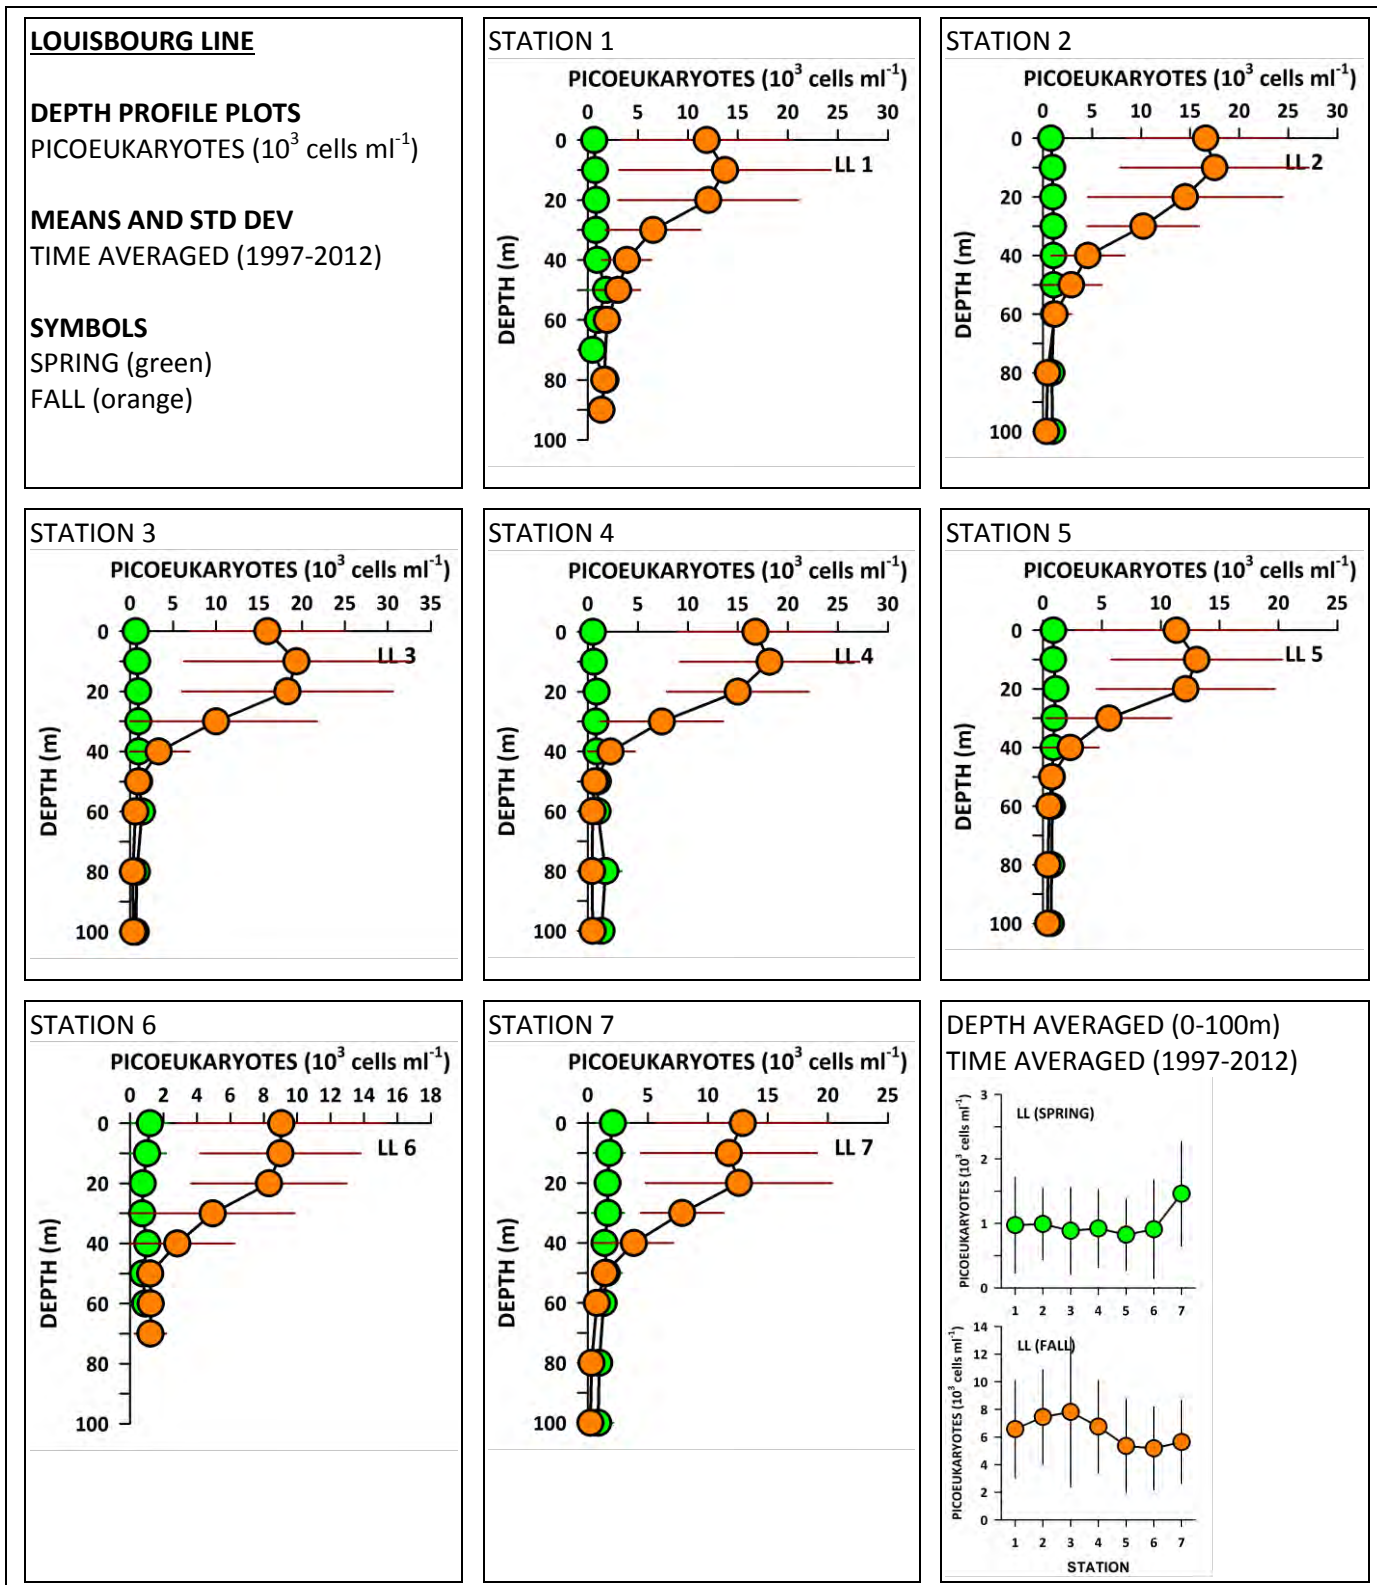 LOUISBOURG LINE
DEPTH PROFILE PLOTS
PICOEUKARYOTES (10³ cells ml⁻¹)
MEANS AND STD DEV
TIME AVERAGED (1997-2012)
SYMBOLS
SPRING (green)
FALL (orange)
STATION 1
PICOEUKARYOTES (10³ cells ml⁻¹)
0 5 10 15 20 25 30
LL 1
DEPTH (m)
0
20
40
60
80
100
STATION 2
PICOEUKARYOTES (10³ cells ml⁻¹)
0 5 10 15 20 25 30
LL 2
DEPTH (m)
0
20
40
60
80
100
STATION 3
PICOEUKARYOTES (10³ cells ml⁻¹)
0 5 10 15 20 25 30 35
LL 3
DEPTH (m)
0
20
40
60
80
100
STATION 4
PICOEUKARYOTES (10³ cells ml⁻¹)
0 5 10 15 20 25 30
LL 4
DEPTH (m)
0
20
40
60
80
100
STATION 5
PICOEUKARYOTES (10³ cells ml⁻¹)
0 5 10 15 20 25
LL 5
DEPTH (m)
0
20
40
60
80
100
STATION 6
PICOEUKARYOTES (10³ cells ml⁻¹)
0 2 4 6 8 10 12 14 16 18
LL 6
DEPTH (m)
0
20
40
60
80
100
STATION 7
PICOEUKARYOTES (10³ cells ml⁻¹)
0 5 10 15 20 25
LL 7
DEPTH (m)
0
20
40
60
80
100
DEPTH AVERAGED (0-100m)
TIME AVERAGED (1997-2012)
LL (SPRING)
PICOEUKARYOTES (10³ cells ml⁻¹)
3
2
1
0
1 2 3 4 5 6 7
LL (FALL)
PICOEUKARYOTES (10³ cells ml⁻¹)
14
12
10
8
6
4
2
0
1 2 3 4 5 6 7
STATION